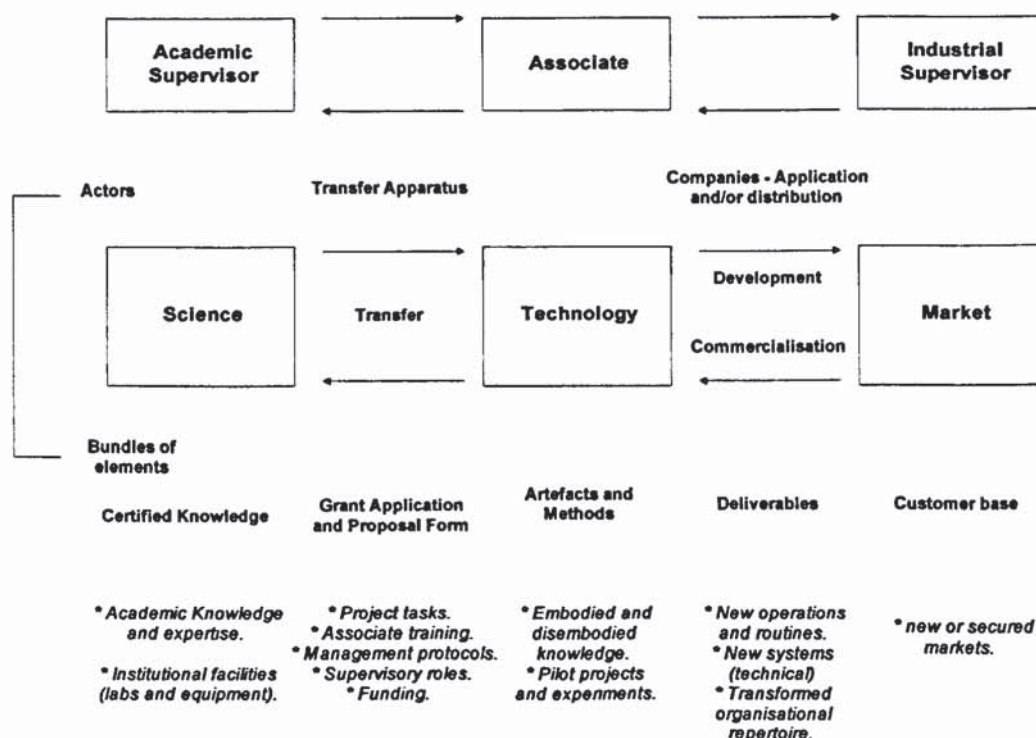 Academic
Supervisor
Associate
Industrial
Supervisor
Actors
Transfer Apparatus
Companies - Application
and/or distribution
Science
Transfer
Technology
Development
Commercialisation
Market
Bundles of
elements
Certified Knowledge
Grant Application
and Proposal Form
Artefacts and
Methods
Deliverables
Customer base
* Academic Knowledge
and expertise.
* Institutional facilities
(labs and equipment).
* Project tasks.
* Associate training.
* Management protocols.
* Supervisory roles.
* Funding.
* Embodied and
disembodied
knowledge.
* Pilot projects
and experiments.
* New operations
and routines.
* New systems
(technical)
* Transformed
organisational
repertoire.
* new or secured
markets.